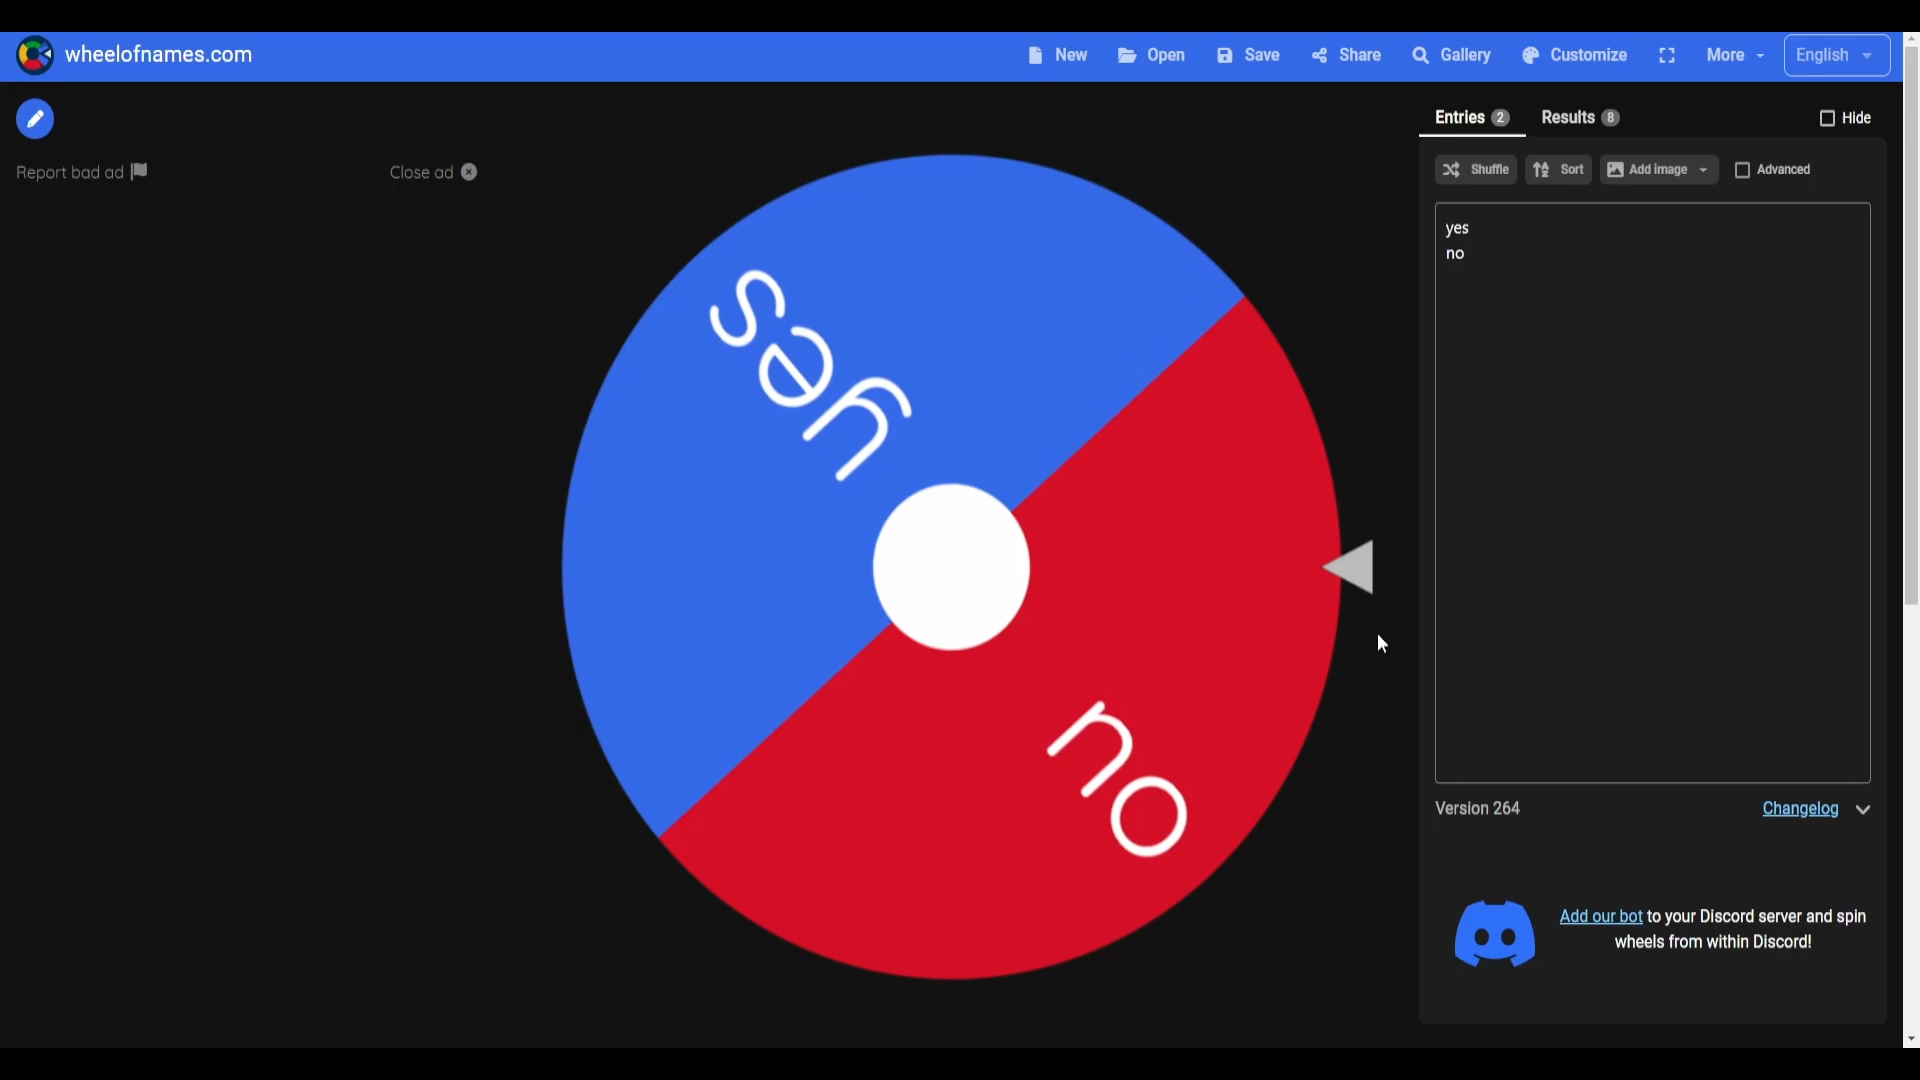 wheelofnames.com
New
Open
Save
Share
Gallery
Customize
More
English
Entries 2
Results 8
Hide
Report bad ad
Close ad
Shuffle
Sort
Add image
Advanced
yes
no
yes
no
Version 264
Changelog
Add our bot to your Discord server and spin
wheels from within Discord!